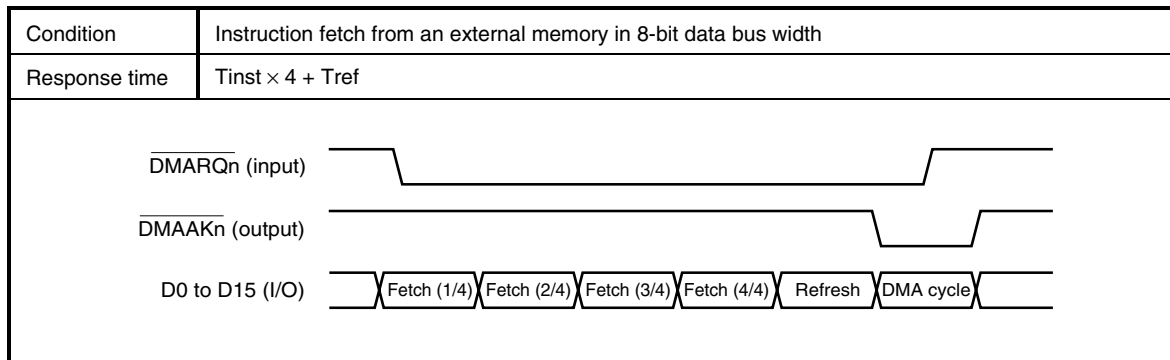 Condition Instruction fetch from an external memory in 8-bit data bus width
Response time Tinst × 4 + Tref
DMARQn (input)
DMAAKn (output)
D0 to D15 (I/O) Fetch (1/4) Fetch (2/4) Fetch (3/4) Fetch (4/4) Refresh DMA cycle